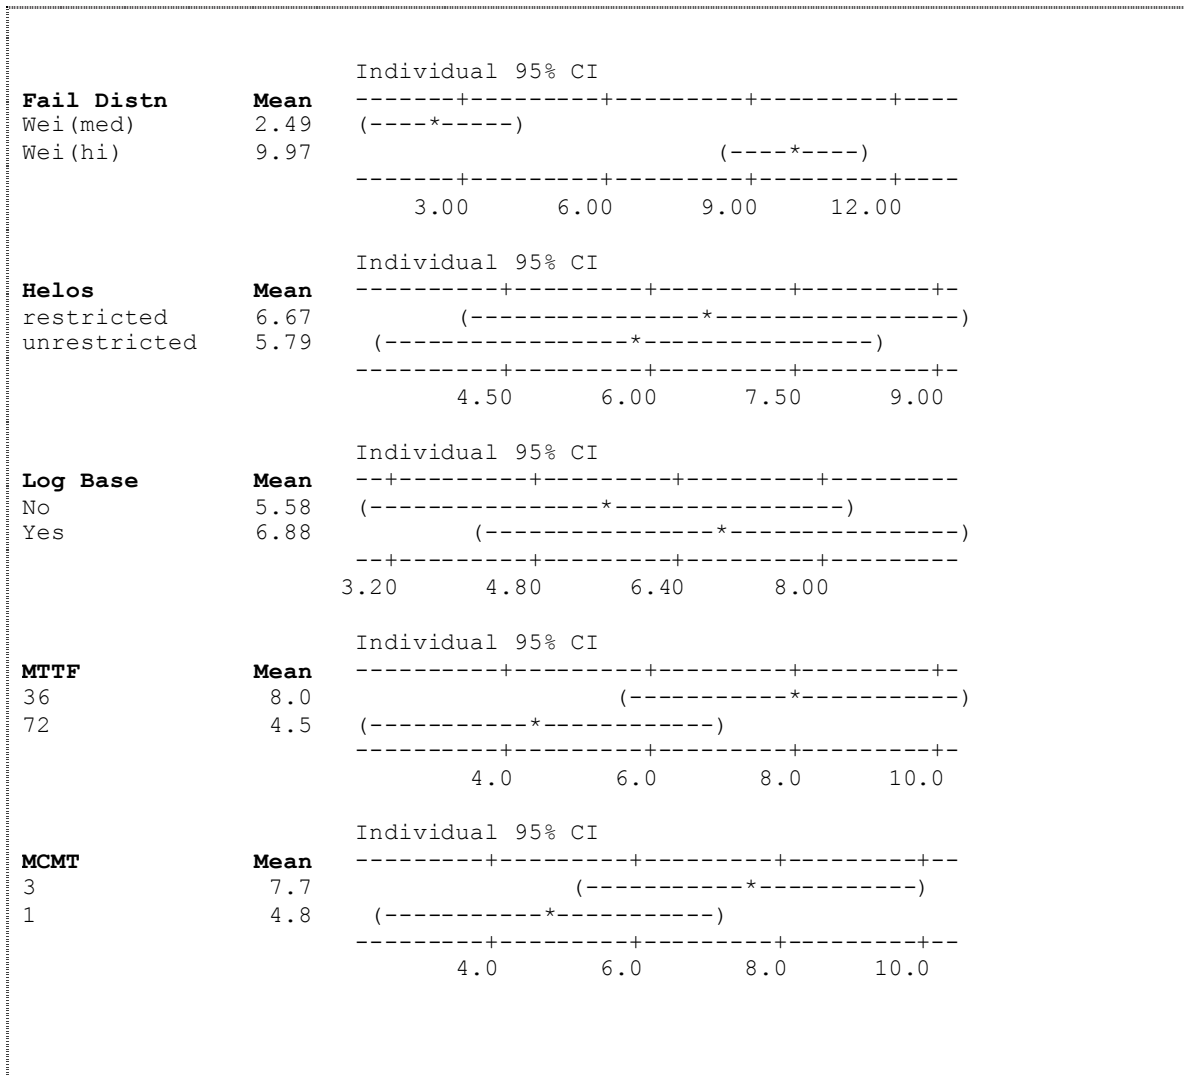 Individual 95% CI
Fail Distn Mean -------+---------+---------+---------+----
Wei(med) 2.49 (----*-----)
Wei(hi) 9.97 (----*----)
-------+---------+---------+---------+----
3.00 6.00 9.00 12.00
Individual 95% CI
Helos Mean ----------+---------+---------+---------+-
restricted 6.67 (----------------*-----------------)
unrestricted 5.79 (-----------------*----------------)
----------+---------+---------+---------+-
4.50 6.00 7.50 9.00
Individual 95% CI
Log Base Mean --+---------+---------+---------+---------
No 5.58 (----------------*----------------)
Yes 6.88 (----------------*----------------)
--+---------+---------+---------+---------
3.20 4.80 6.40 8.00
Individual 95% CI
MTTF Mean ----------+---------+---------+---------+-
36 8.0 (-----------*-----------)
72 4.5 (-----------*------------)
----------+---------+---------+---------+-
4.0 6.0 8.0 10.0
Individual 95% CI
MCMT Mean ---------+---------+---------+---------+--
3 7.7 (-----------*-----------)
1 4.8 (-----------*-----------)
---------+---------+---------+---------+--
4.0 6.0 8.0 10.0